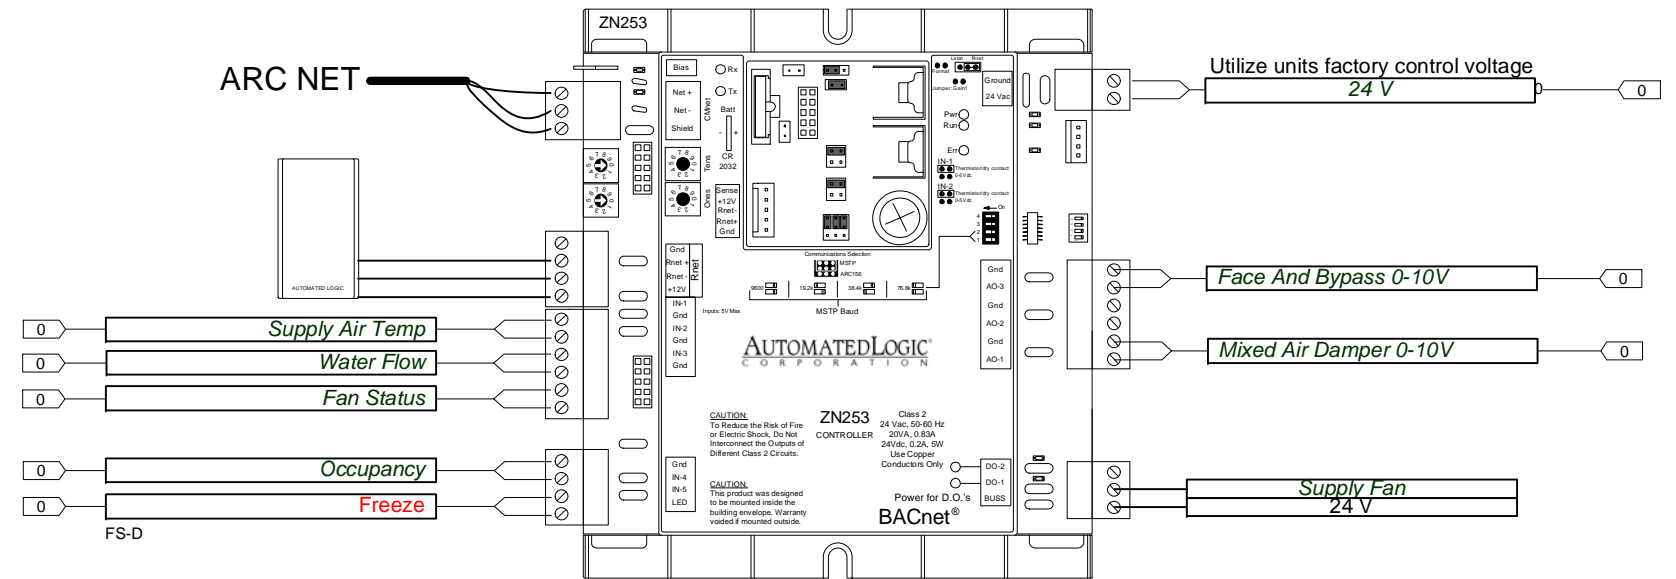 ZN253
ARC NET
Bias
Rx
Tx
Net +
Net -
Shield
CMnet
Batt
- +
CR
2032
Tens
Ones
Sense
+12V
Rnet-
Rnet+
Gnd
Format
Lstat Rnet
Jumper: Gain1
Ground
24 Vac
Pwr
Run
Err
IN-1
Thermistor/dry contact
0-5Vdc
IN-2
Thermistor/dry contact
0-5Vdc
On
4
3
2
1
Utilize units factory control voltage
24 V
0
AUTOMATED LOGIC
Gnd
Rnet +
Rnet -
+12V
Rnet
IN-1
Gnd
IN-2
Gnd
IN-3
Gnd
Inputs: 5V Max
Communications Selection
MSTP
ARC156
9600
19.2k
38.4k
76.8k
MSTP Baud
Gnd
AO-3
Gnd
AO-2
Gnd
AO-1
Face And Bypass 0-10V
0
Mixed Air Damper 0-10V
0
0
Supply Air Temp
0
Water Flow
0
Fan Status
AUTOMATEDLOGIC®
CORPORATION
CAUTION:
To Reduce the Risk of Fire
or Electric Shock, Do Not
Interconnect the Outputs of
Different Class 2 Circuits.
ZN253
CONTROLLER
Class 2
24 Vac, 50-60 Hz
20VA, 0.83A
24Vdc, 0.2A, 5W
Use Copper
Conductors Only
0
Occupancy
0
Freeze
FS-D
Gnd
IN-4
IN-5
LED
CAUTION:
This product was designed
to be mounted inside the
building envelope. Warranty
voided if mounted outside.
Power for D.O.'s
BACnet®
DO-2
DO-1
BUSS
Supply Fan
24 V